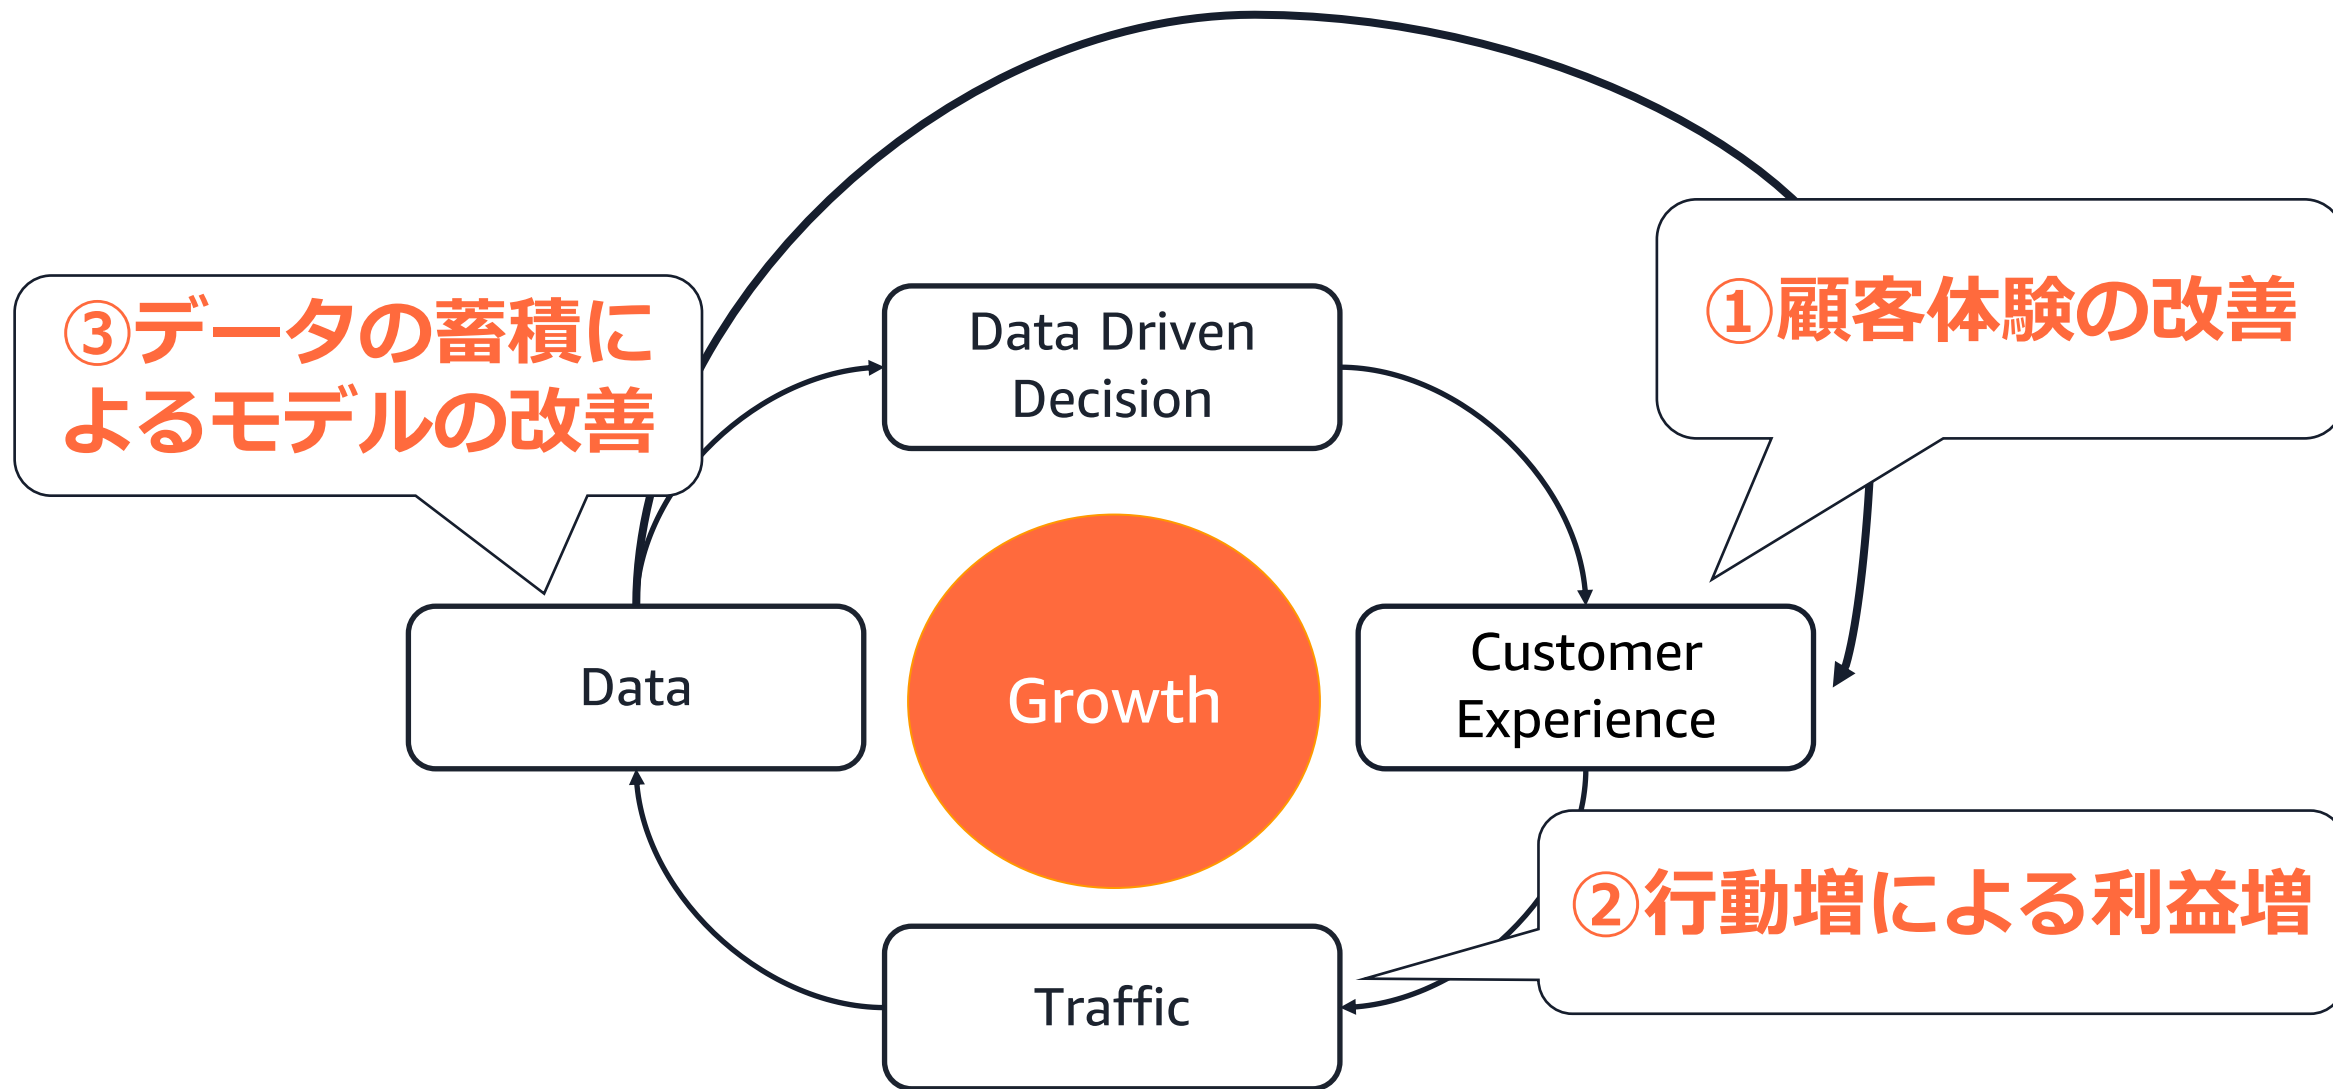 ①顧客体験の改善
③データの蓄積に
よるモデルの改善
Data Driven
Decision
Customer
Experience
Data
Growth
②行動増による利益増
Traffic